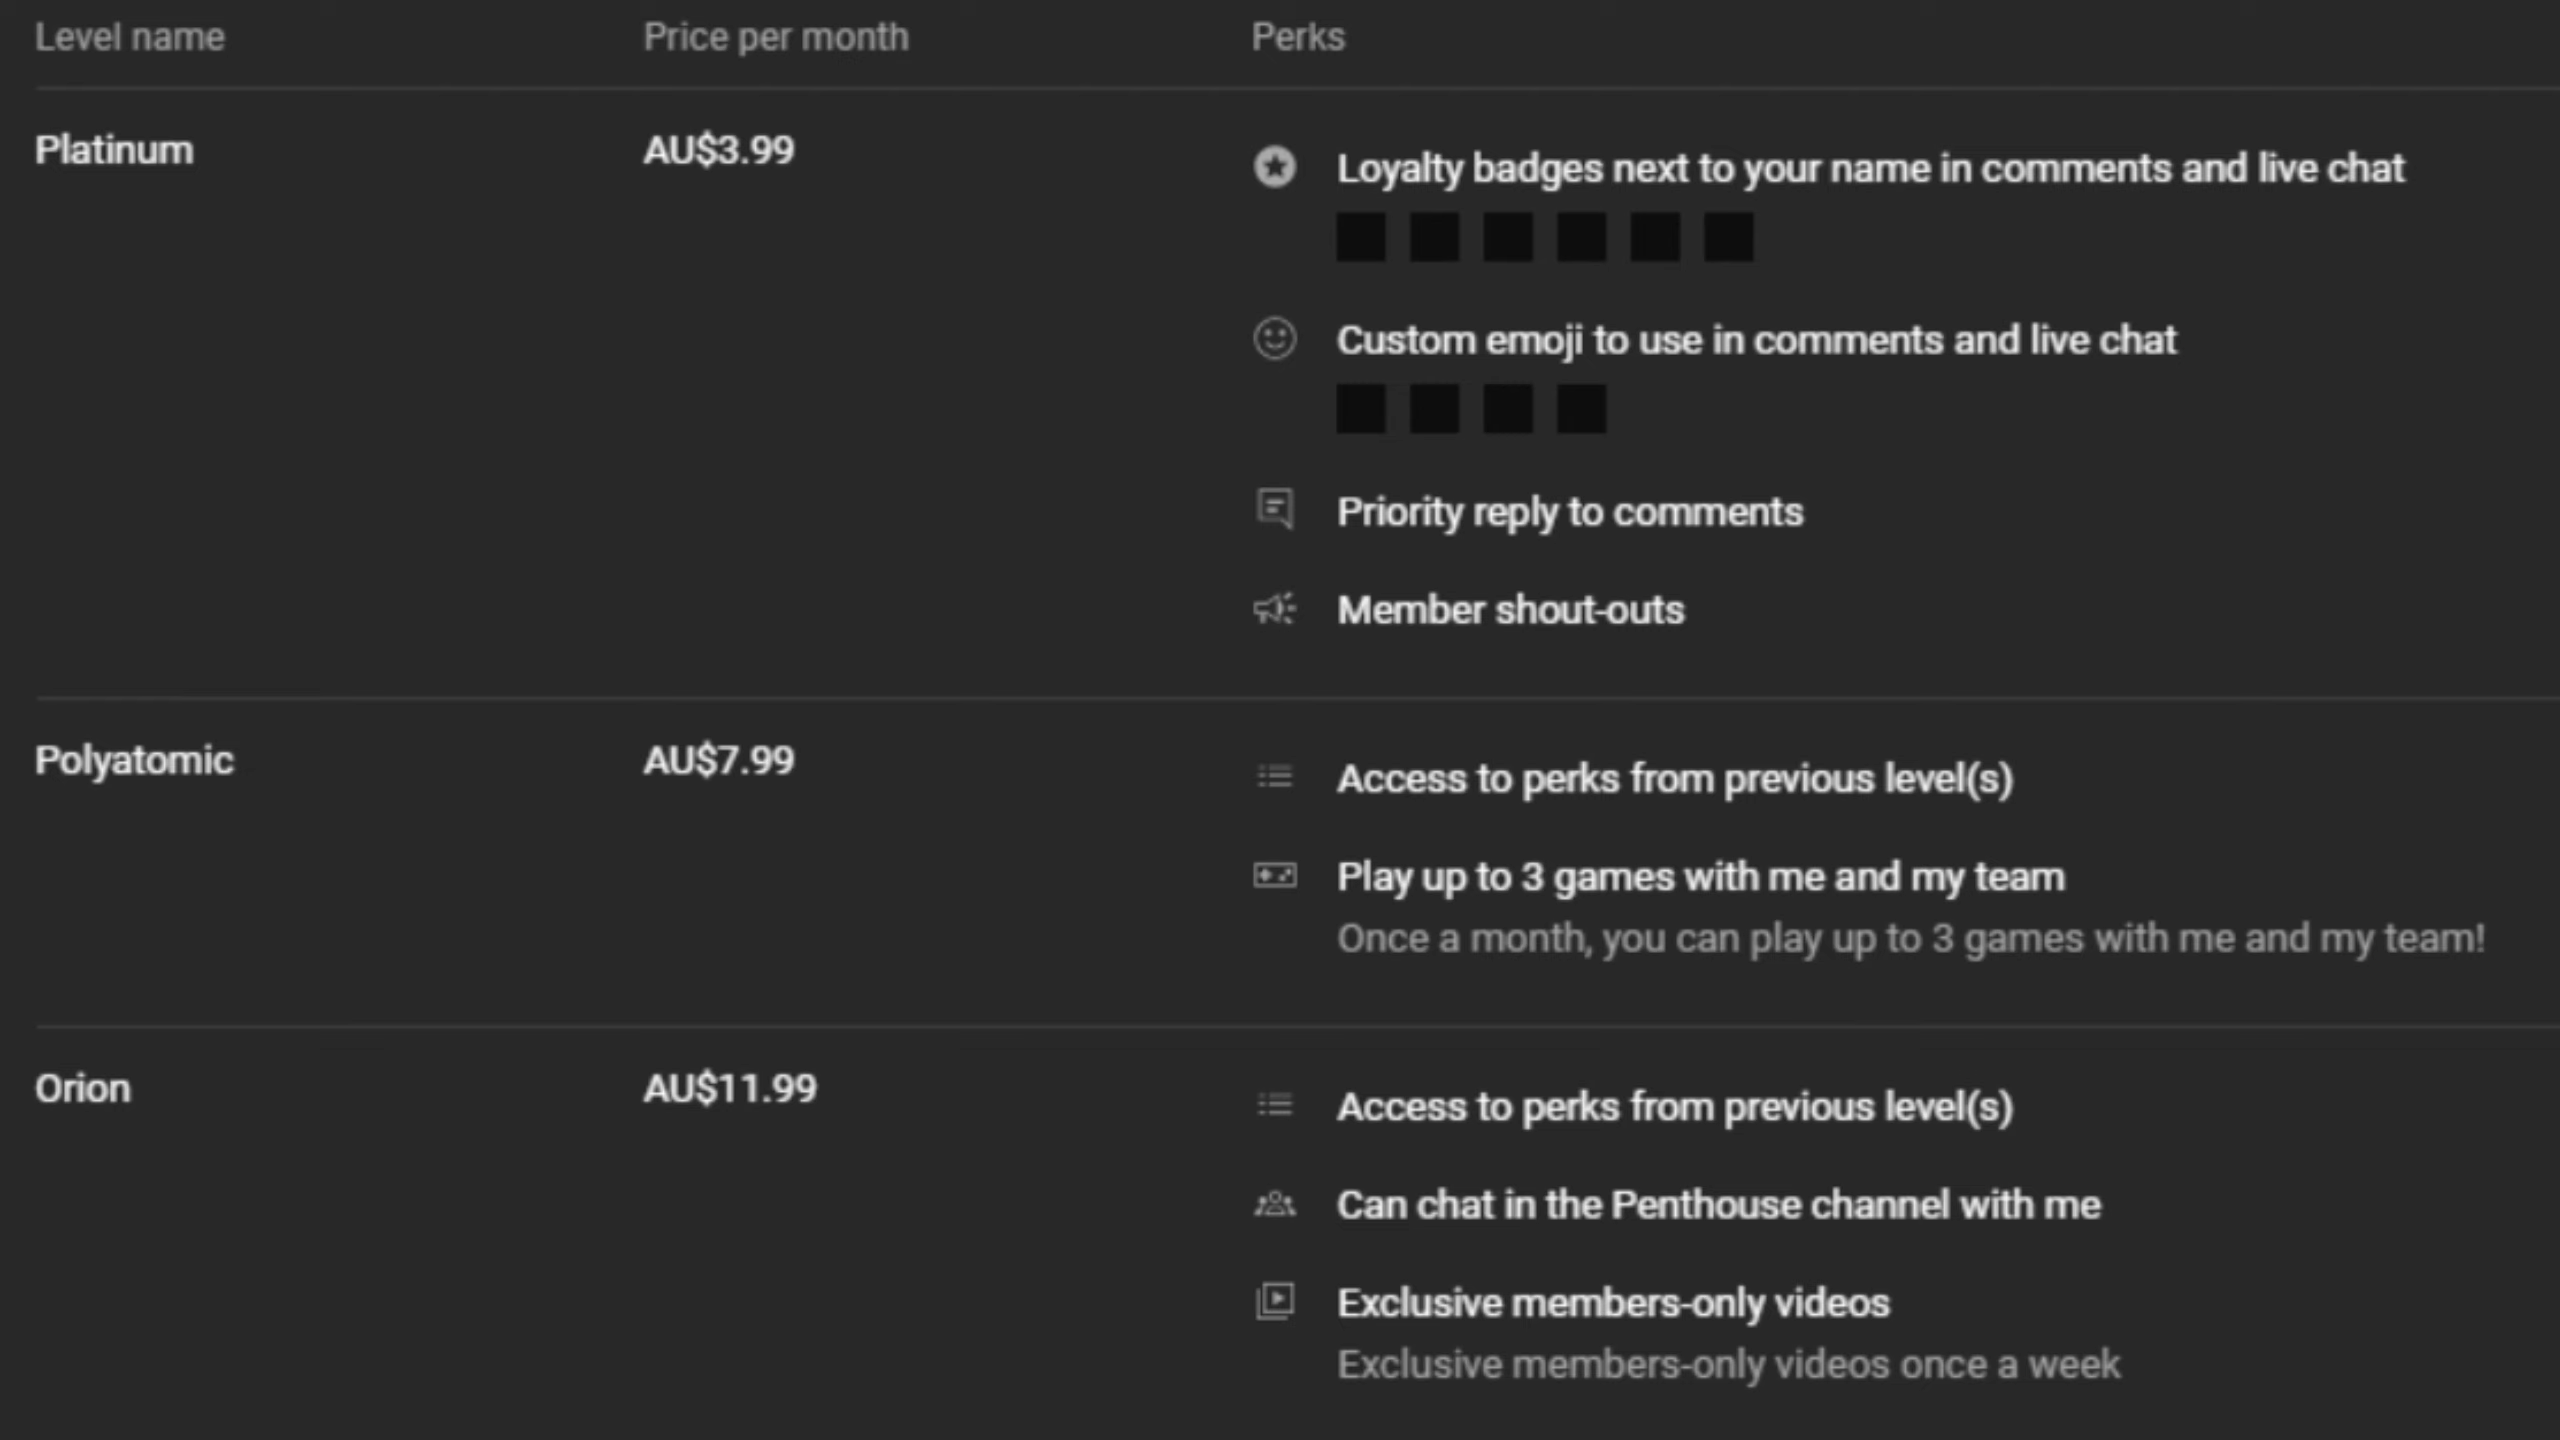 Level name Price per month Perks
Platinum AU$3.99 Loyalty badges next to your name in comments and live chat
Custom emoji to use in comments and live chat
Priority reply to comments
Member shout-outs
Polyatomic AU$7.99 Access to perks from previous level(s)
Play up to 3 games with me and my team
Once a month, you can play up to 3 games with me and my team!
Orion AU$11.99 Access to perks from previous level(s)
Can chat in the Penthouse channel with me
Exclusive members-only videos
Exclusive members-only videos once a week